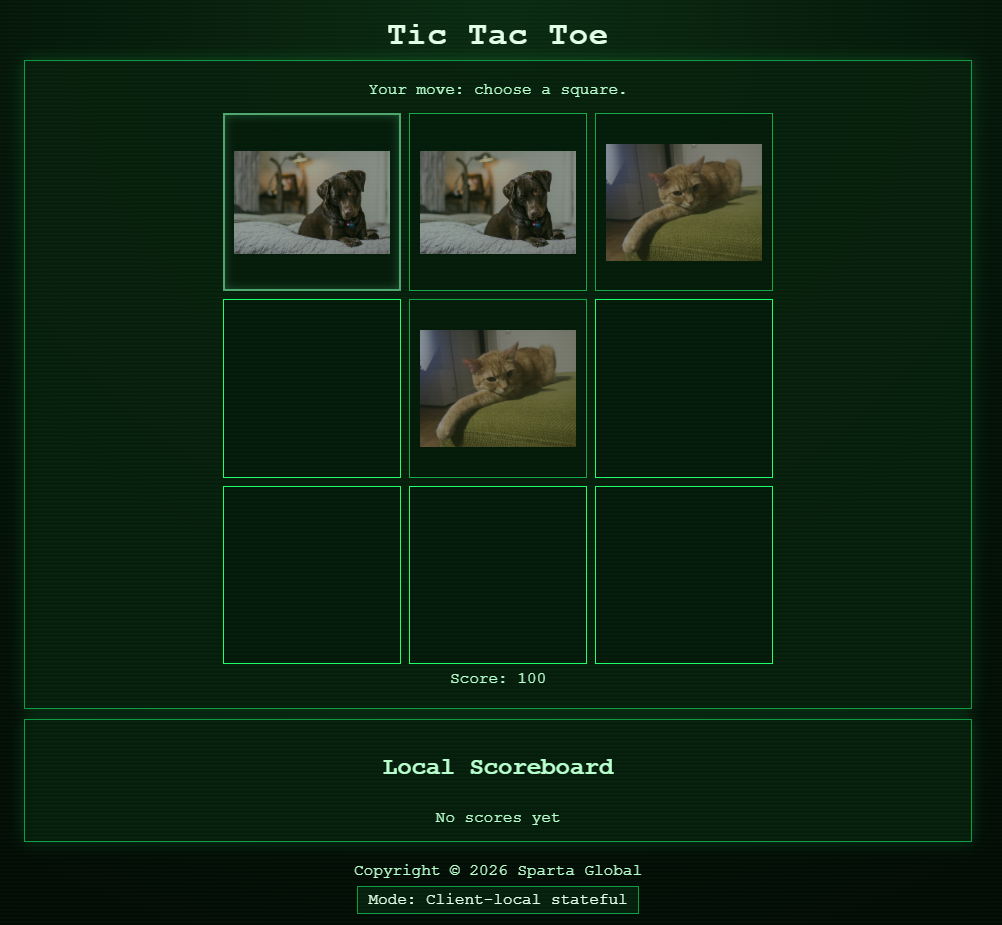 Tic Tac Toe
Your move: choose a square.
Score: 100
Local Scoreboard
No scores yet
Copyright © 2026 Sparta Global
Mode: Client-local stateful